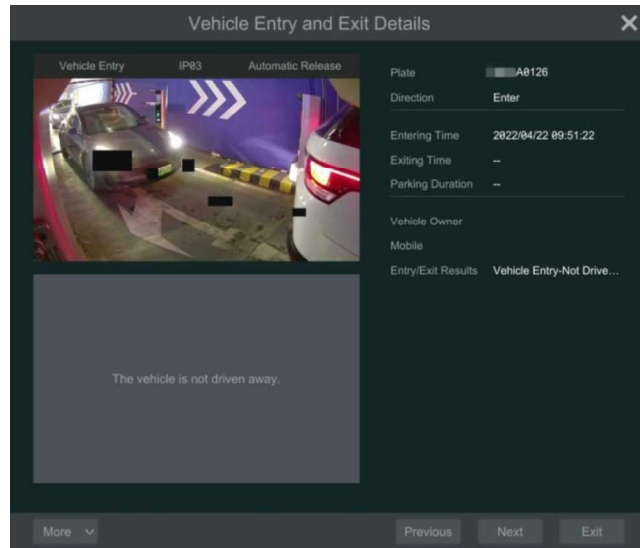 Vehicle Entry and Exit Details
Vehicle Entry IP03 Automatic Release
Plate A0126
Direction Enter
Entering Time 2022/04/22 09:51:22
Exiting Time --
Parking Duration --
Vehicle Owner
Mobile
Entry/Exit Results Vehicle Entry-Not Drive...
The vehicle is not driven away.
More Previous Next Exit